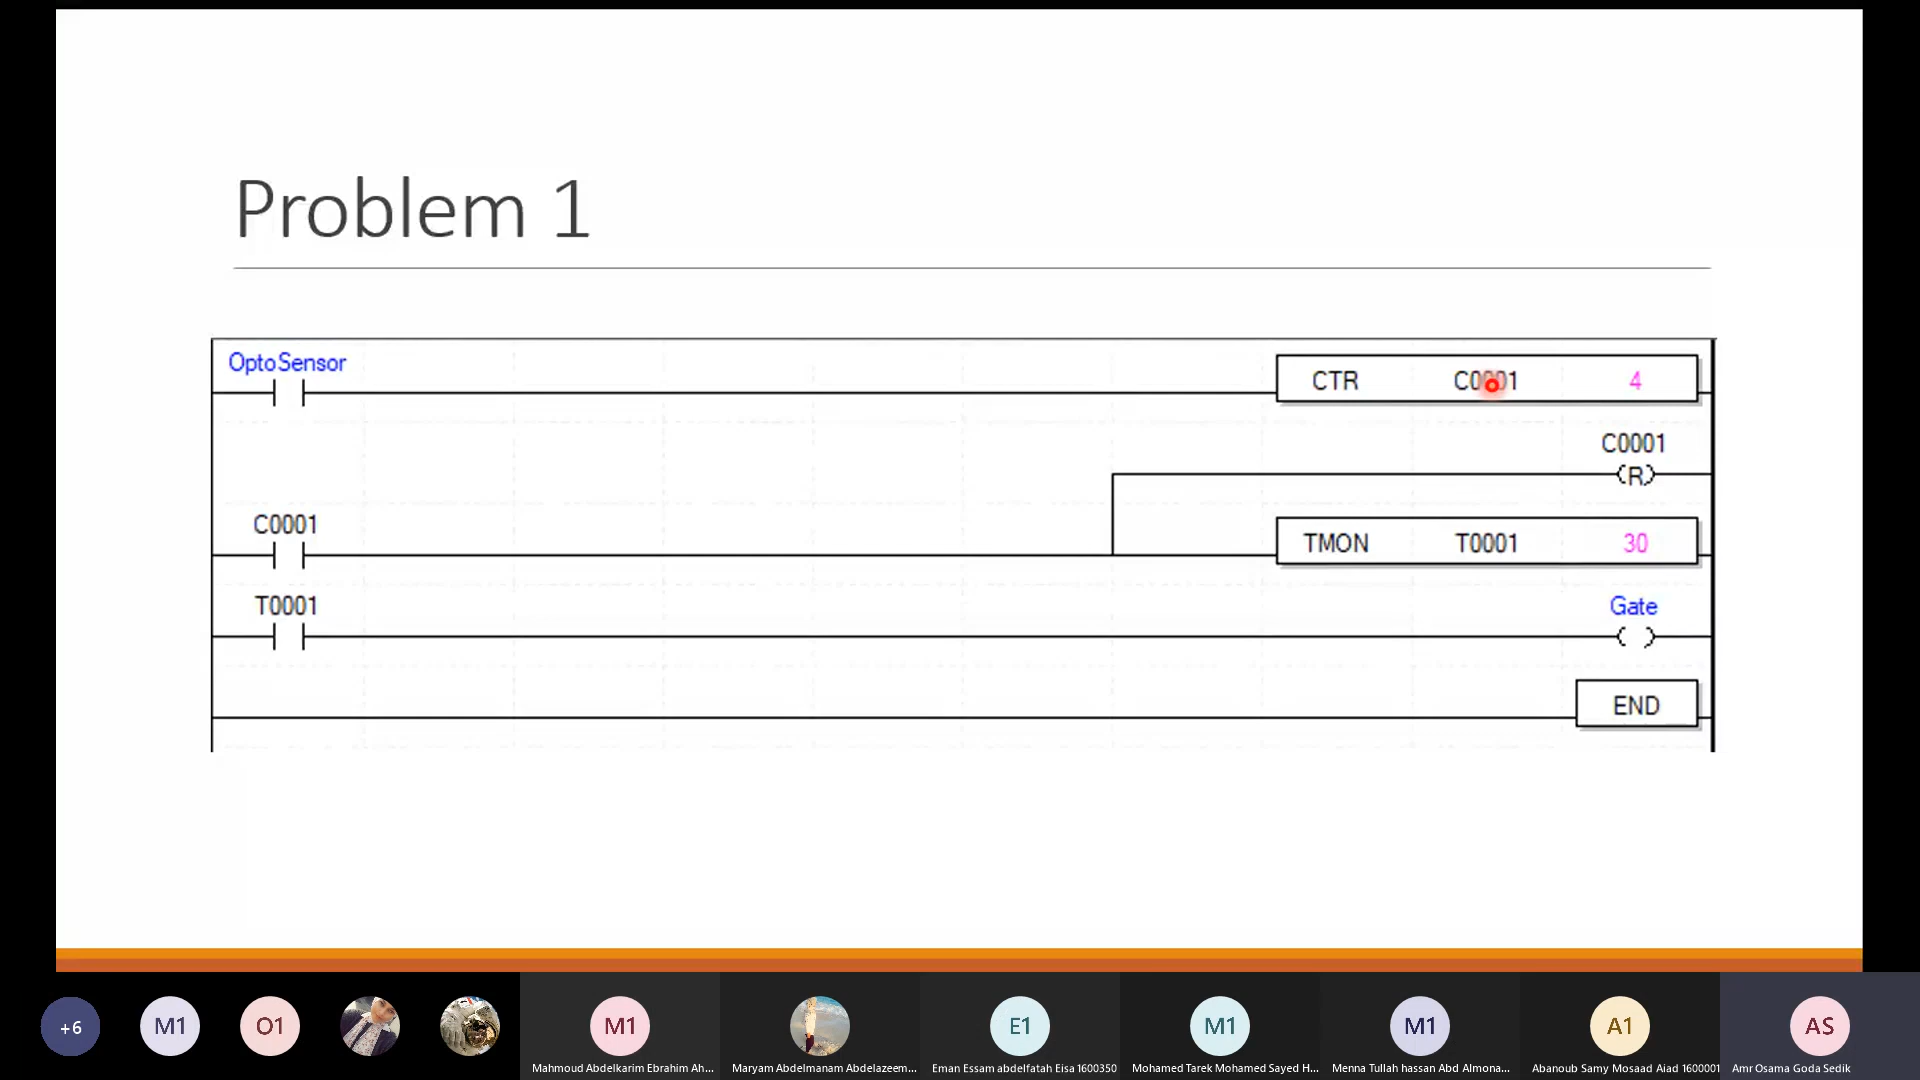 Problem 1
OptoSensor
CTR C0001 4
C0001
(R)
C0001
TMON T0001 30
T0001
Gate
END
+6
M1
O1
M1
E1
M1
M1
A1
AS
Mahmoud Abdelkarim Ebrahim Ah...
Maryam Abdelmanam Abdelazeem...
Eman Essam abdelfatah Eisa 1600350
Mohamed Tarek Mohamed Sayed H...
Menna Tullah hassan Abd Almona...
Abanoub Samy Mosaad Aiad 1600001
Amr Osama Goda Sedik